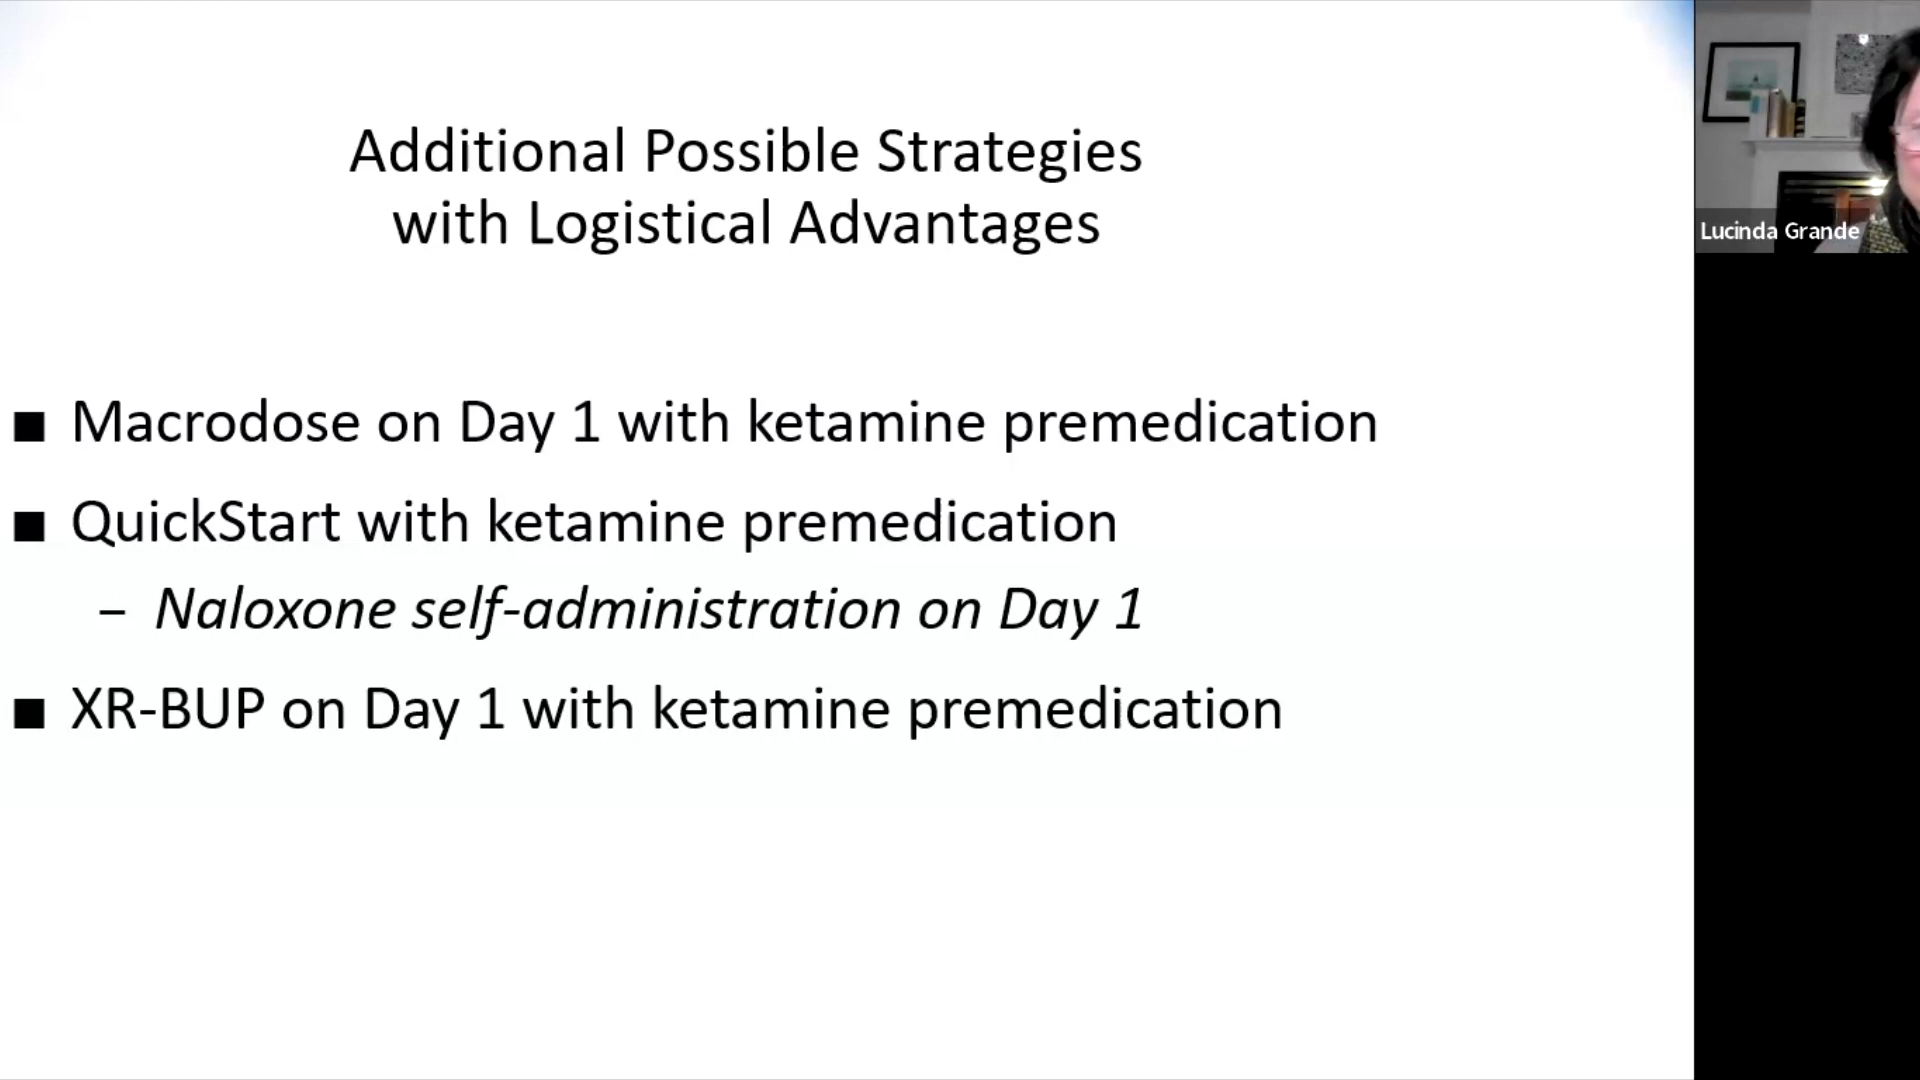 Additional Possible Strategies
with Logistical Advantages
■ Macrodose on Day 1 with ketamine premedication
■ QuickStart with ketamine premedication
– Naloxone self-administration on Day 1
■ XR-BUP on Day 1 with ketamine premedication
Lucinda Grande